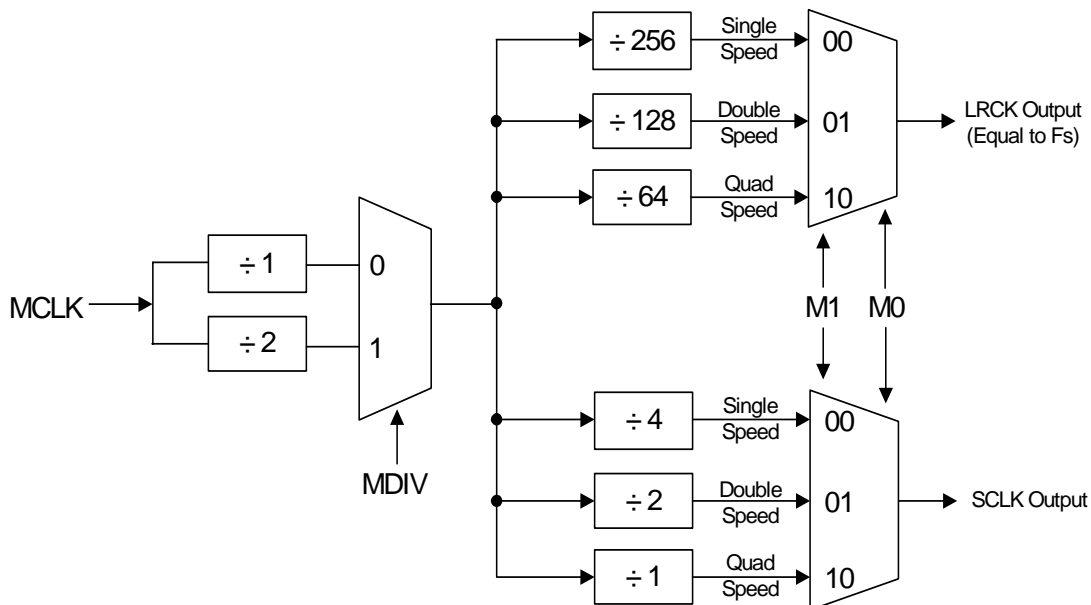 MCLK
÷ 1
÷ 2
0
1
MDIV
÷ 256
Single
Speed
00
÷ 128
Double
Speed
01
÷ 64
Quad
Speed
10
LRCK Output
(Equal to Fs)
M1
M0
÷ 4
Single
Speed
00
÷ 2
Double
Speed
01
÷ 1
Quad
Speed
10
SCLK Output